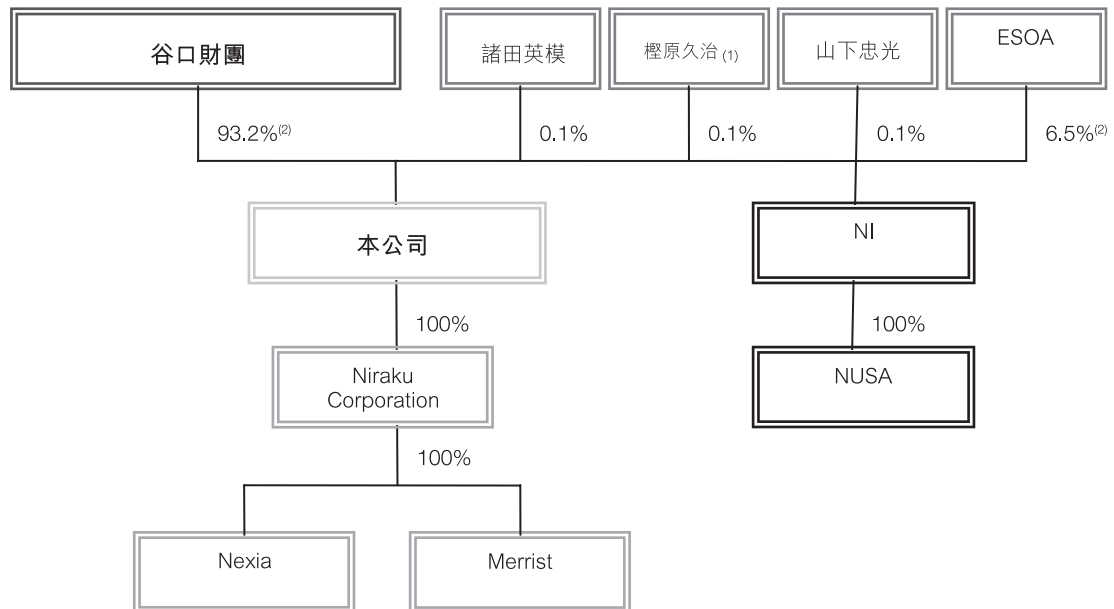 谷口財團
諸田英模
樫原久治 (1)
山下忠光
ESOA
93.2%(2)
0.1%
0.1%
0.1%
6.5%(2)
本公司
NI
100%
100%
Niraku
Corporation
NUSA
100%
Nexia
Merrist